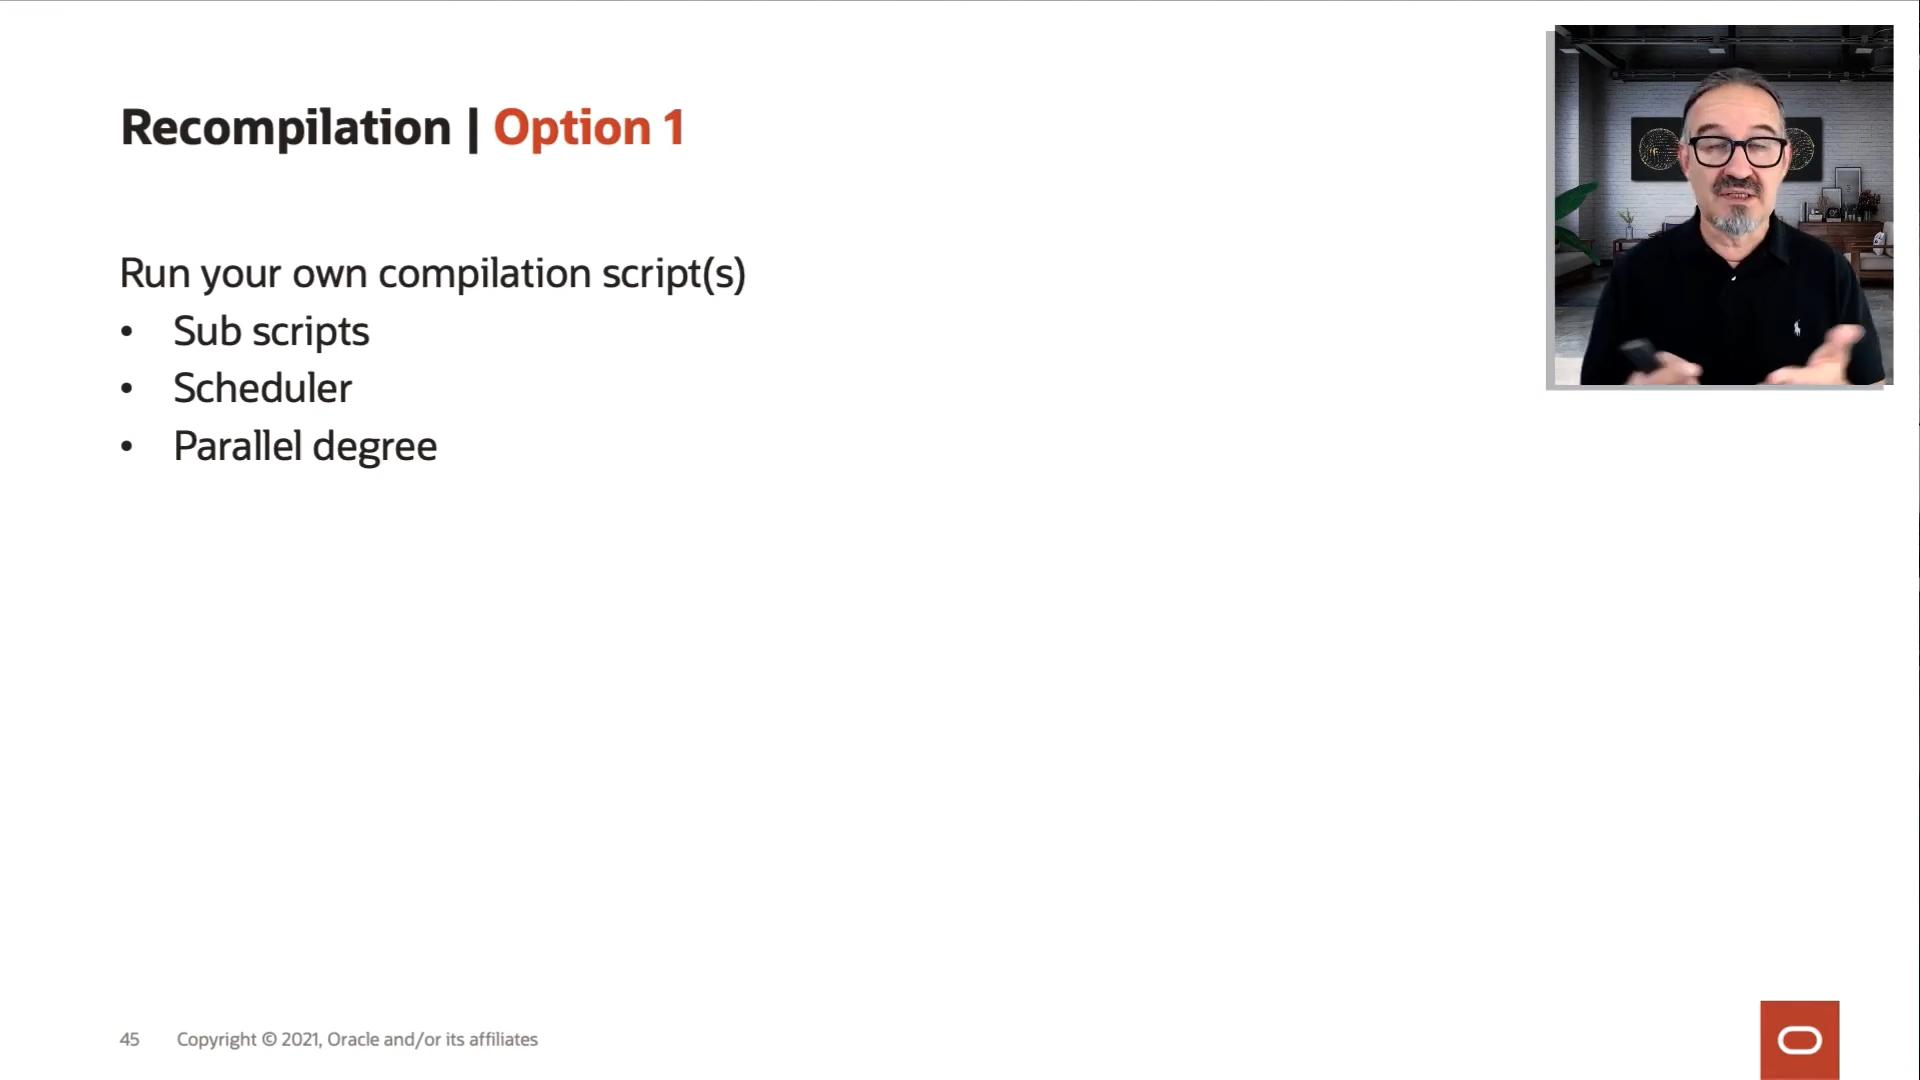 Recompilation | Option 1
Run your own compilation script(s)
• Sub scripts
• Scheduler
• Parallel degree
45 Copyright © 2021, Oracle and/or its affiliates